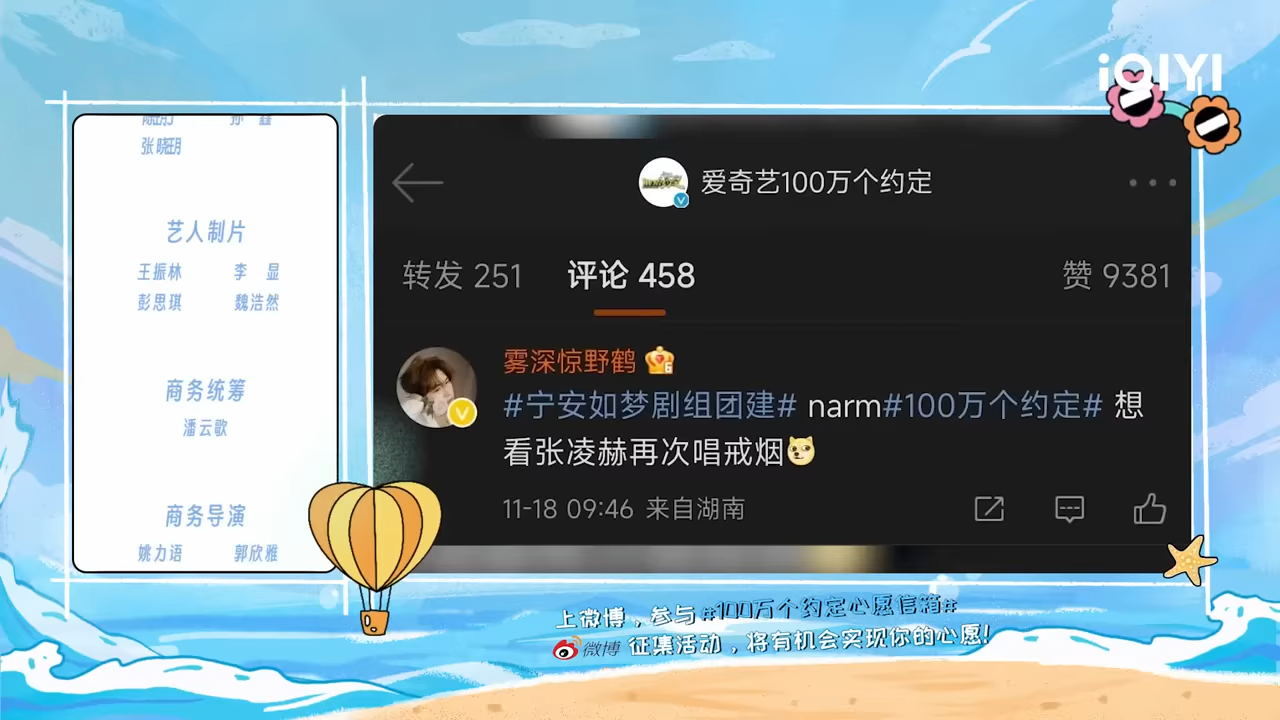 iQIYI
张晓玥
艺人制片
王振林 李显
彭思琪 魏浩然
商务统筹
潘云歌
商务导演
姚力语 郭欣雅
爱奇艺100万个约定
转发 251 评论 458 赞 9381
雾深惊野鹤
#宁安如梦剧组团建# narm#100万个约定# 想
看张凌赫再次唱戒烟
11-18 09:46 来自湖南
上微博，参与#100万个约定心愿信箱#
微博 征集活动，将有机会实现你的心愿！